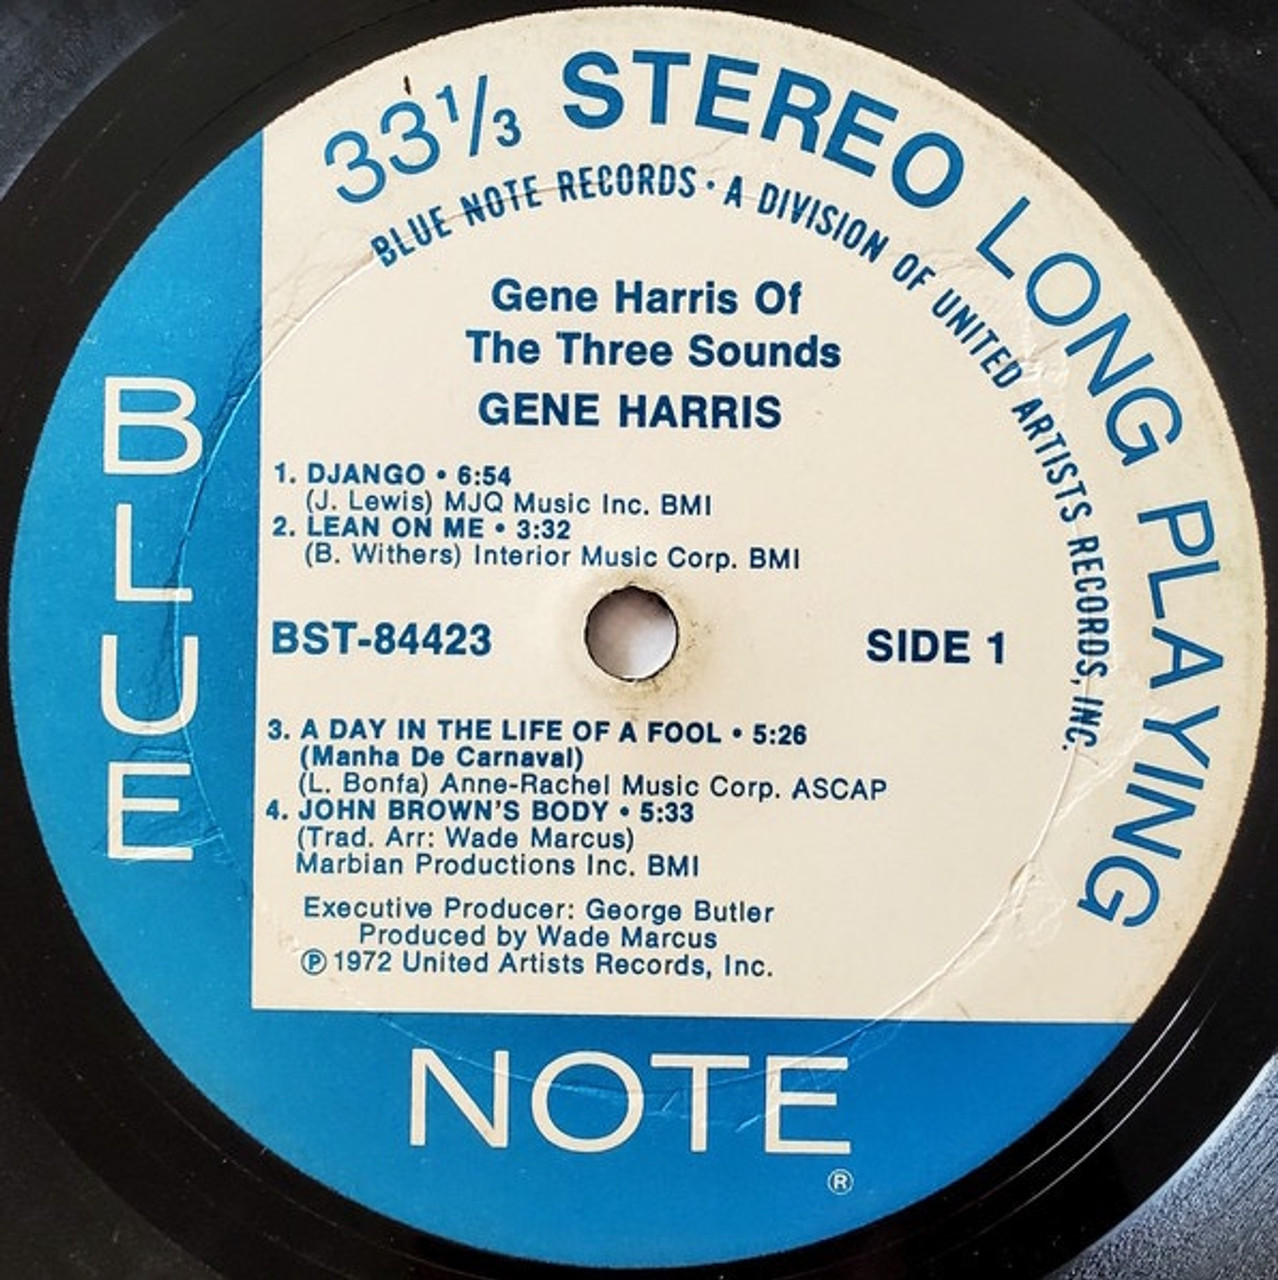 33⅓ STEREO LONG PLAYING
BLUE NOTE RECORDS · A DIVISION OF UNITED ARTISTS RECORDS, INC.
Gene Harris Of
The Three Sounds
GENE HARRIS
1. DJANGO • 6:54
(J. Lewis) MJQ Music Inc. BMI
2. LEAN ON ME • 3:32
(B. Withers) Interior Music Corp. BMI
BST-84423
SIDE 1
3. A DAY IN THE LIFE OF A FOOL • 5:26
(Manha De Carnaval)
(L. Bonfa) Anne-Rachel Music Corp. ASCAP
4. JOHN BROWN'S BODY • 5:33
(Trad. Arr: Wade Marcus)
Marbian Productions Inc. BMI
Executive Producer: George Butler
Produced by Wade Marcus
℗ 1972 United Artists Records, Inc.
BLUE
NOTE
®